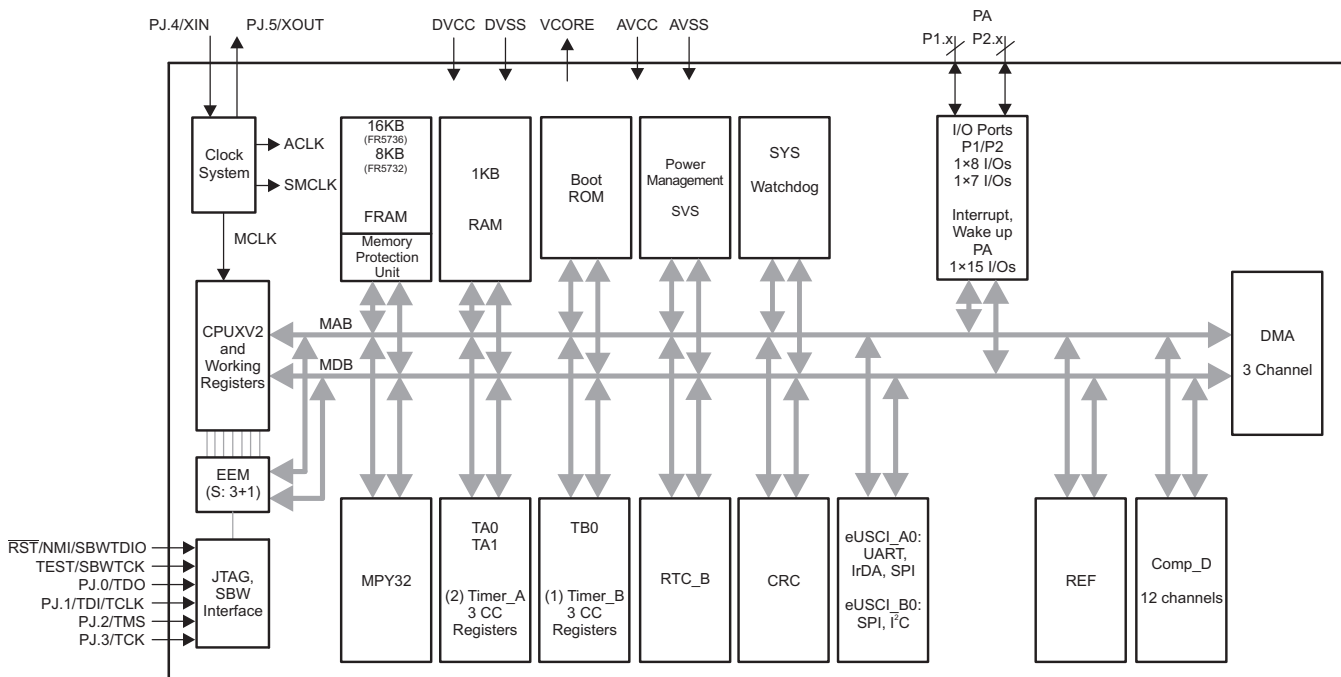 PJ.4/XIN
PJ.5/XOUT
DVCC
DVSS
VCORE
AVCC
AVSS
PA
P1.x
P2.x
Clock
System
ACLK
SMCLK
MCLK
16KB
(FR5736)
8KB
(FR5732)
FRAM
Memory
Protection
Unit
1KB
RAM
Boot
ROM
Power
Management
SVS
SYS
Watchdog
I/O Ports
P1/P2
1×8 I/Os
1×7 I/Os
Interrupt,
Wake up
PA
1×15 I/Os
CPUXV2
and
Working
Registers
MAB
MDB
DMA
3 Channel
EEM
(S: 3+1)
RST/NMI/SBWTDIO
TEST/SBWTCK
PJ.0/TDO
PJ.1/TDI/TCLK
PJ.2/TMS
PJ.3/TCK
JTAG,
SBW
Interface
MPY32
TA0
TA1
(2) Timer_A
3 CC
Registers
TB0
(1) Timer_B
3 CC
Registers
RTC_B
CRC
eUSCI_A0:
UART,
IrDA, SPI
eUSCI_B0:
SPI, I²C
REF
Comp_D
12 channels